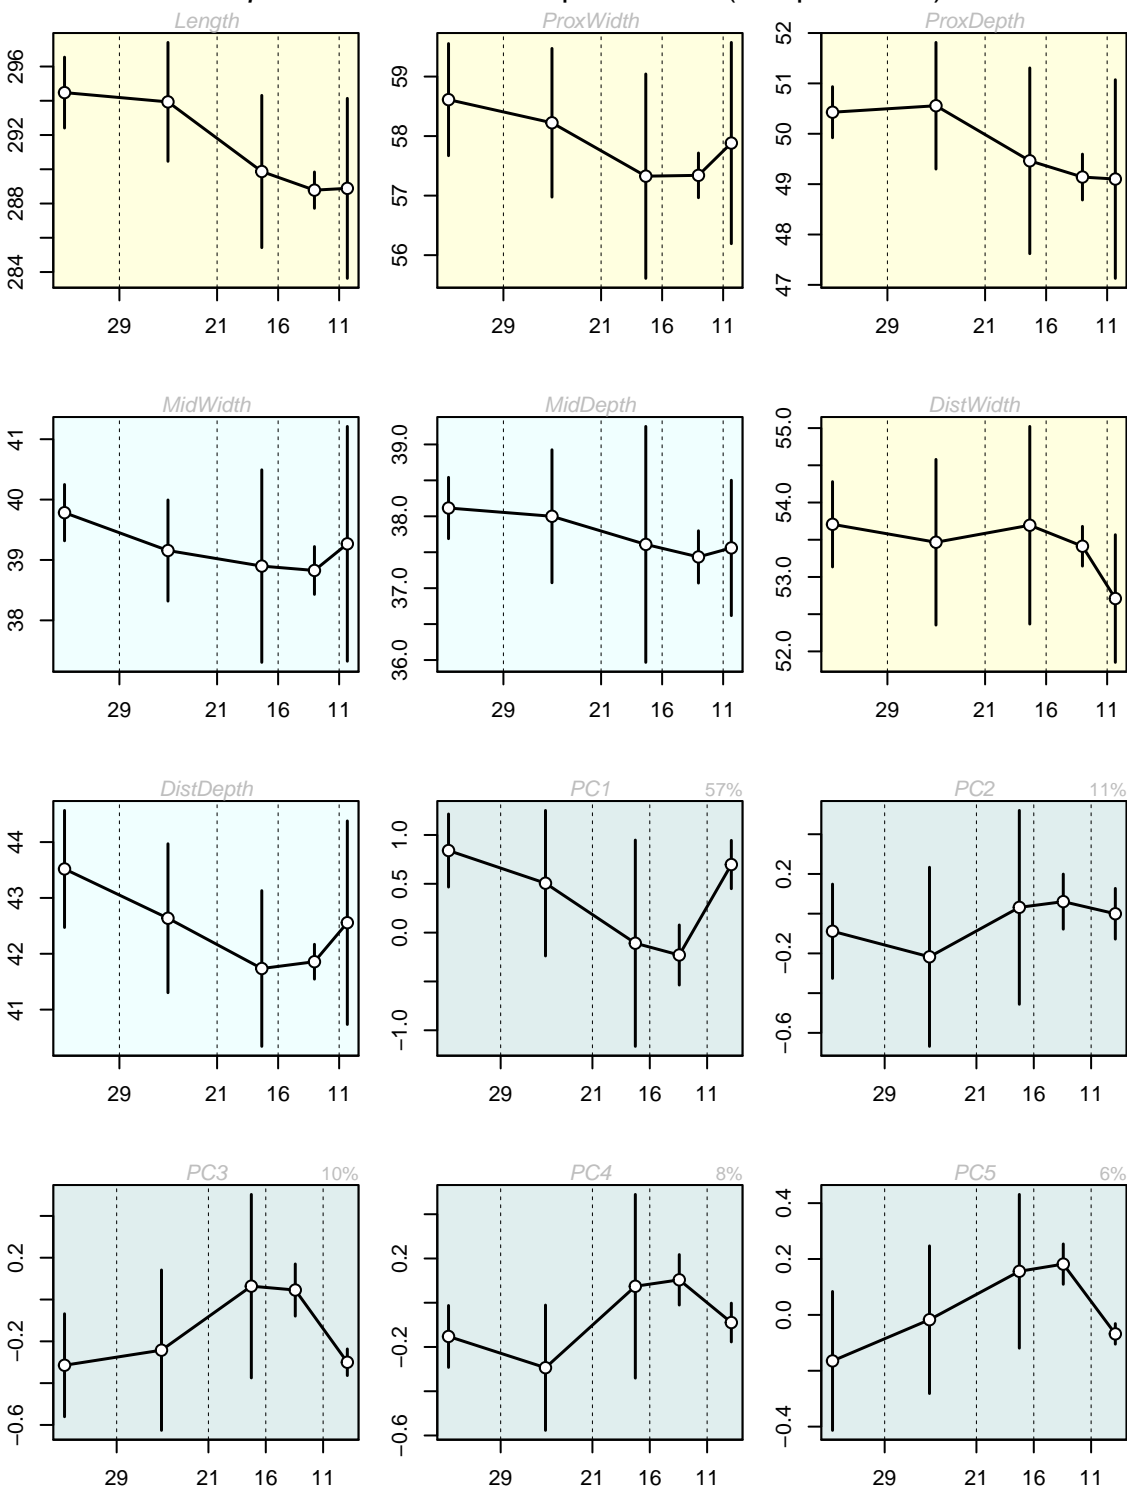 Length
296
292
288
284
29 21 16 11
ProxWidth
59
58
57
56
29 21 16 11
ProxDepth
52
51
50
49
48
47
29 21 16 11
MidWidth
41
40
39
38
29 21 16 11
MidDepth
39.0
38.0
37.0
36.0
29 21 16 11
DistWidth
55.0
54.0
53.0
52.0
29 21 16 11
DistDepth
44
43
42
41
29 21 16 11
PC1 57%
1.0
0.5
0.0
−1.0
29 21 16 11
PC2 11%
0.2
−0.2
−0.6
29 21 16 11
PC3 10%
0.2
−0.2
−0.6
29 21 16 11
PC4 8%
0.2
−0.2
−0.6
29 21 16 11
PC5 6%
0.4
0.2
0.0
−0.4
29 21 16 11